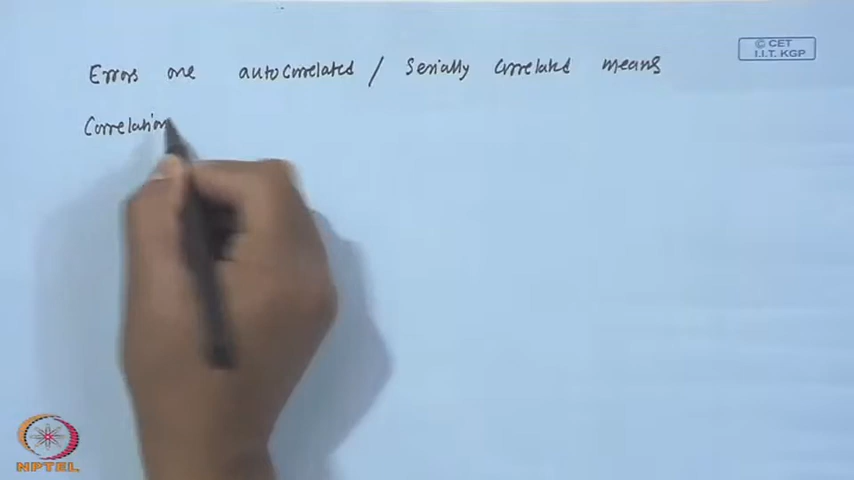 © CET
I.I.T. KGP
Errors are autocorrelated / Serially correlated means
Correlation
NPTEL